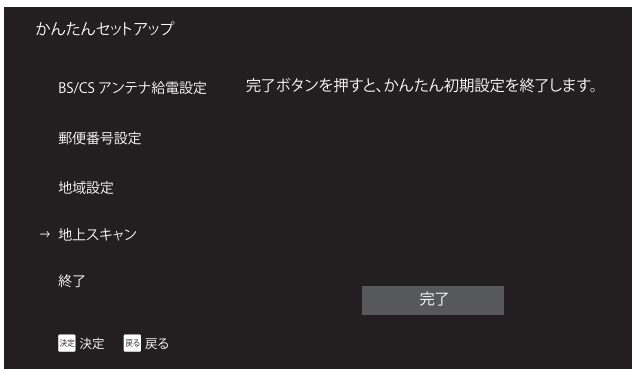 かんたんセットアップ
BS/CS アンテナ給電設定
完了ボタンを押すと、かんたん初期設定を終了します。
郵便番号設定
地域設定
→ 地上スキャン
終了
完了
決定 決定 戻る 戻る